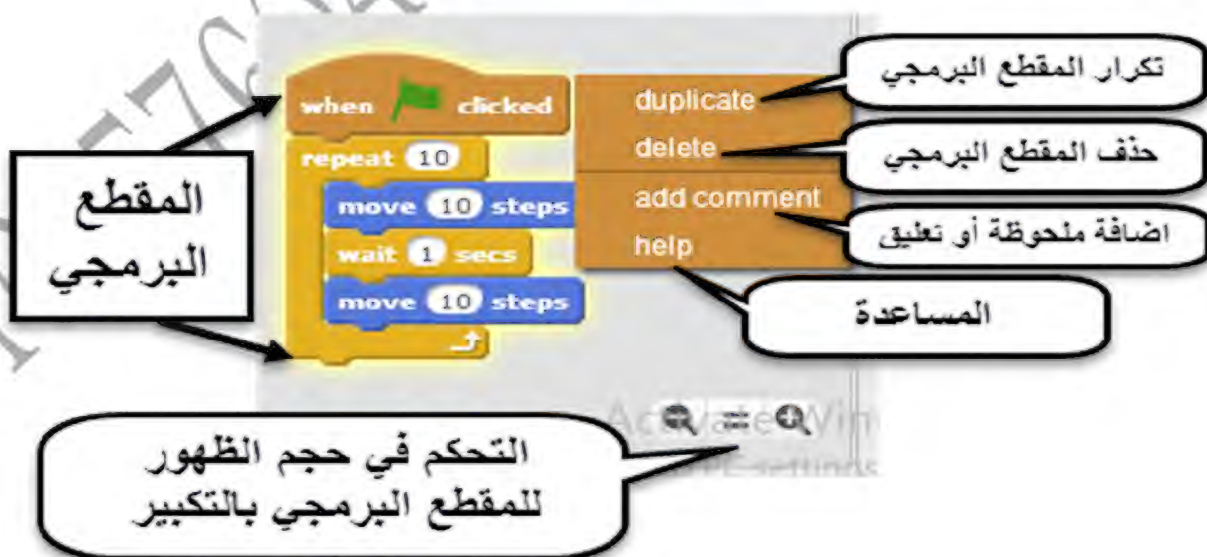 when clicked
repeat 10
move 10 steps
wait 1 secs
move 10 steps
duplicate
delete
add comment
help
تكرار المقطع البرمجي
حذف المقطع البرمجي
اضافة ملحوظة أو تعليق
المساعدة
المقطع
البرمجي
التحكم في حجم الظهور
للمقطع البرمجي بالتكبير